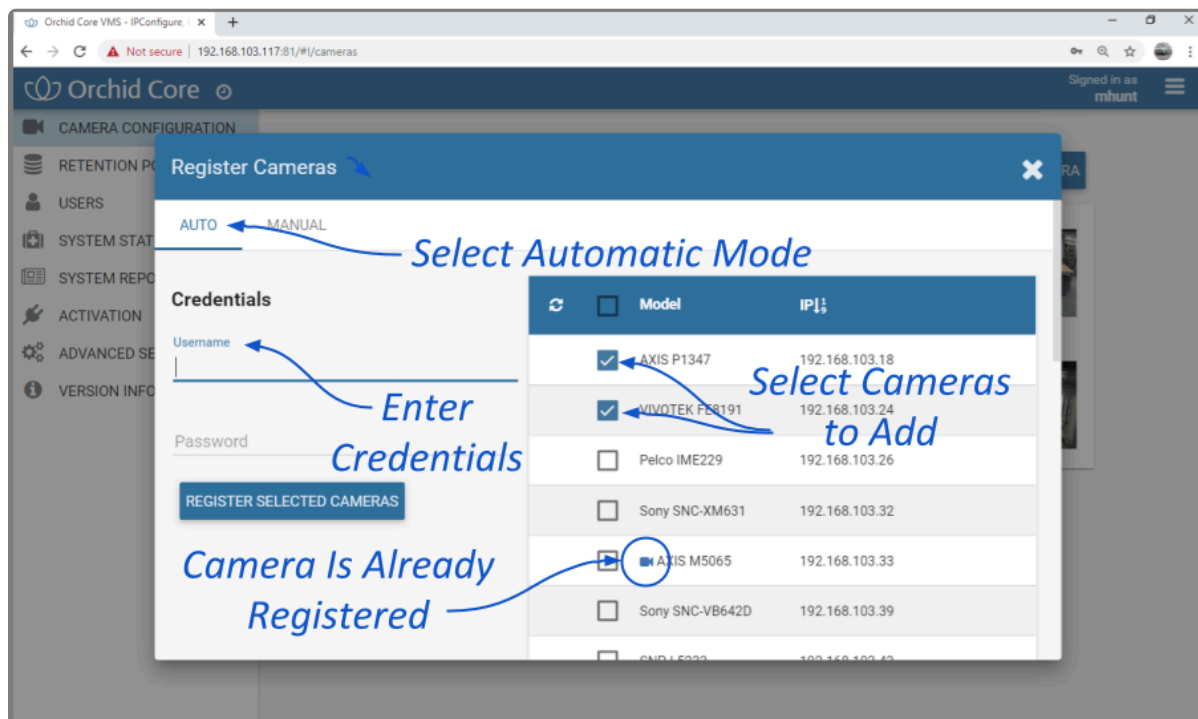 Orchid Core VMS - IPConfigure, I
Not secure | 192.168.103.117:81/#!/cameras
Orchid Core
Signed in as
mhunt
CAMERA CONFIGURATION
RETENTION PO
USERS
SYSTEM STAT
SYSTEM REPO
ACTIVATION
ADVANCED SE
VERSION INFO
Register Cameras
RA
AUTO
MANUAL
Select Automatic Mode
Credentials
Username
Enter
Credentials
Password
REGISTER SELECTED CAMERAS
Camera Is Already
Registered
Model IP
AXIS P1347 192.168.103.18
Select Cameras
to Add
VIVOTEK FE8191 192.168.103.24
Pelco IME229 192.168.103.26
Sony SNC-XM631 192.168.103.32
AXIS M5065 192.168.103.33
Sony SNC-VB642D 192.168.103.39